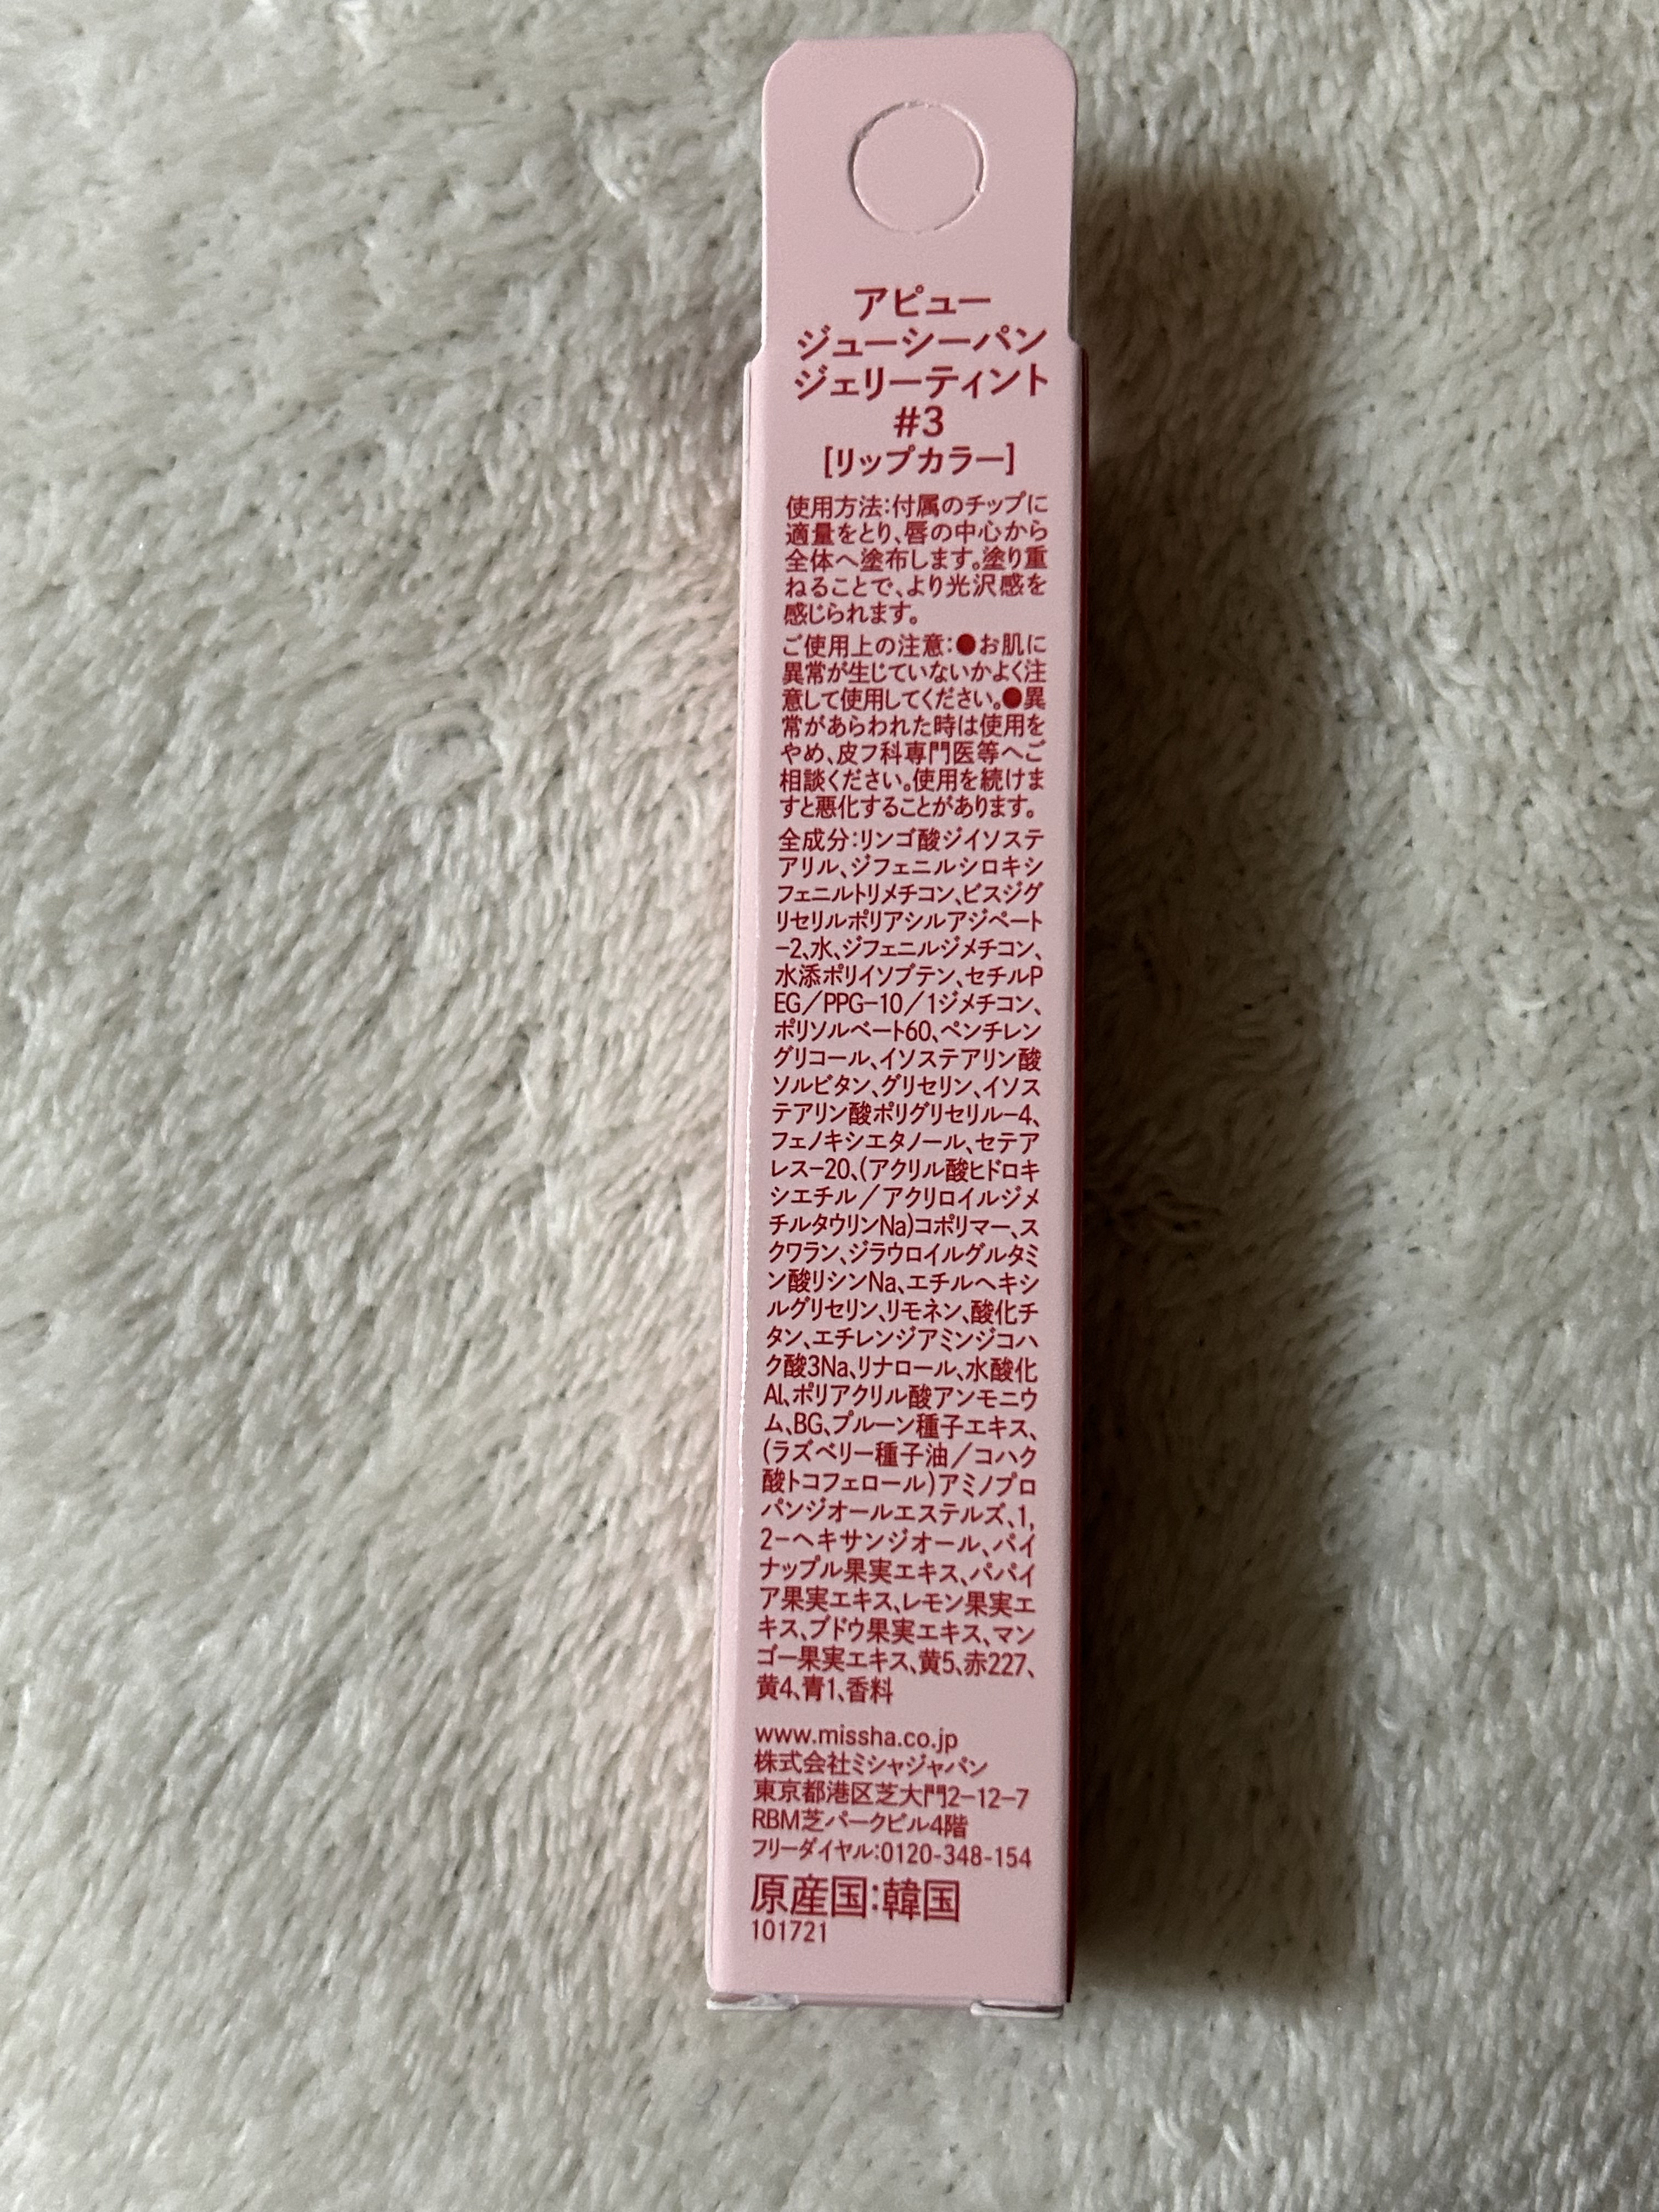 アピュー
ジューシーパン
ジェリーティント
#3
[リップカラー]
使用方法:付属のチップに
適量をとり、唇の中心から
全体へ塗布します。塗り重
ねることで、より光沢感を
感じられます。
ご使用上の注意:●お肌に
異常が生じていないかよく注
意して使用してください。●異
常があらわれた時は使用を
やめ、皮フ科専門医等へご
相談ください。使用を続けま
すと悪化することがあります。
全成分:リンゴ酸ジイソステ
アリル、ジフェニルシロキシ
フェニルトリメチコン、ビスジグ
リセリルポリアシルアジペート
-2、水、ジフェニルジメチコン、
水添ポリイソブテン、セチルP
EG/PPG-10/1ジメチコン、
ポリソルベート60、ペンチレン
グリコール、イソステアリン酸
ソルビタン、グリセリン、イソス
テアリン酸ポリグリセリル-4、
フェノキシエタノール、セテア
レス-20、(アクリル酸ヒドロキ
シエチル/アクリロイルジメ
チルタウリンNa)コポリマー、ス
クワラン、ジラウロイルグルタミ
ン酸リシンNa、エチルヘキシ
ルグリセリン、リモネン、酸化チ
タン、エチレンジアミンジコハ
ク酸3Na、リナロール、水酸化
Al、ポリアクリル酸アンモニウ
ム、BG、プルーン種子エキス、
(ラズベリー種子油/コハク
酸トコフェロール)アミノプロ
パンジオールエステルズ、1,
2-ヘキサンジオール、パイ
ナップル果実エキス、パパイ
ア果実エキス、レモン果実エ
キス、ブドウ果実エキス、マン
ゴー果実エキス、黄5、赤227、
黄4、青1、香料
www.missha.co.jp
株式会社ミシャジャパン
東京都港区芝大門2-12-7
RBM芝パークビル4階
フリーダイヤル:0120-348-154
原産国:韓国
101721